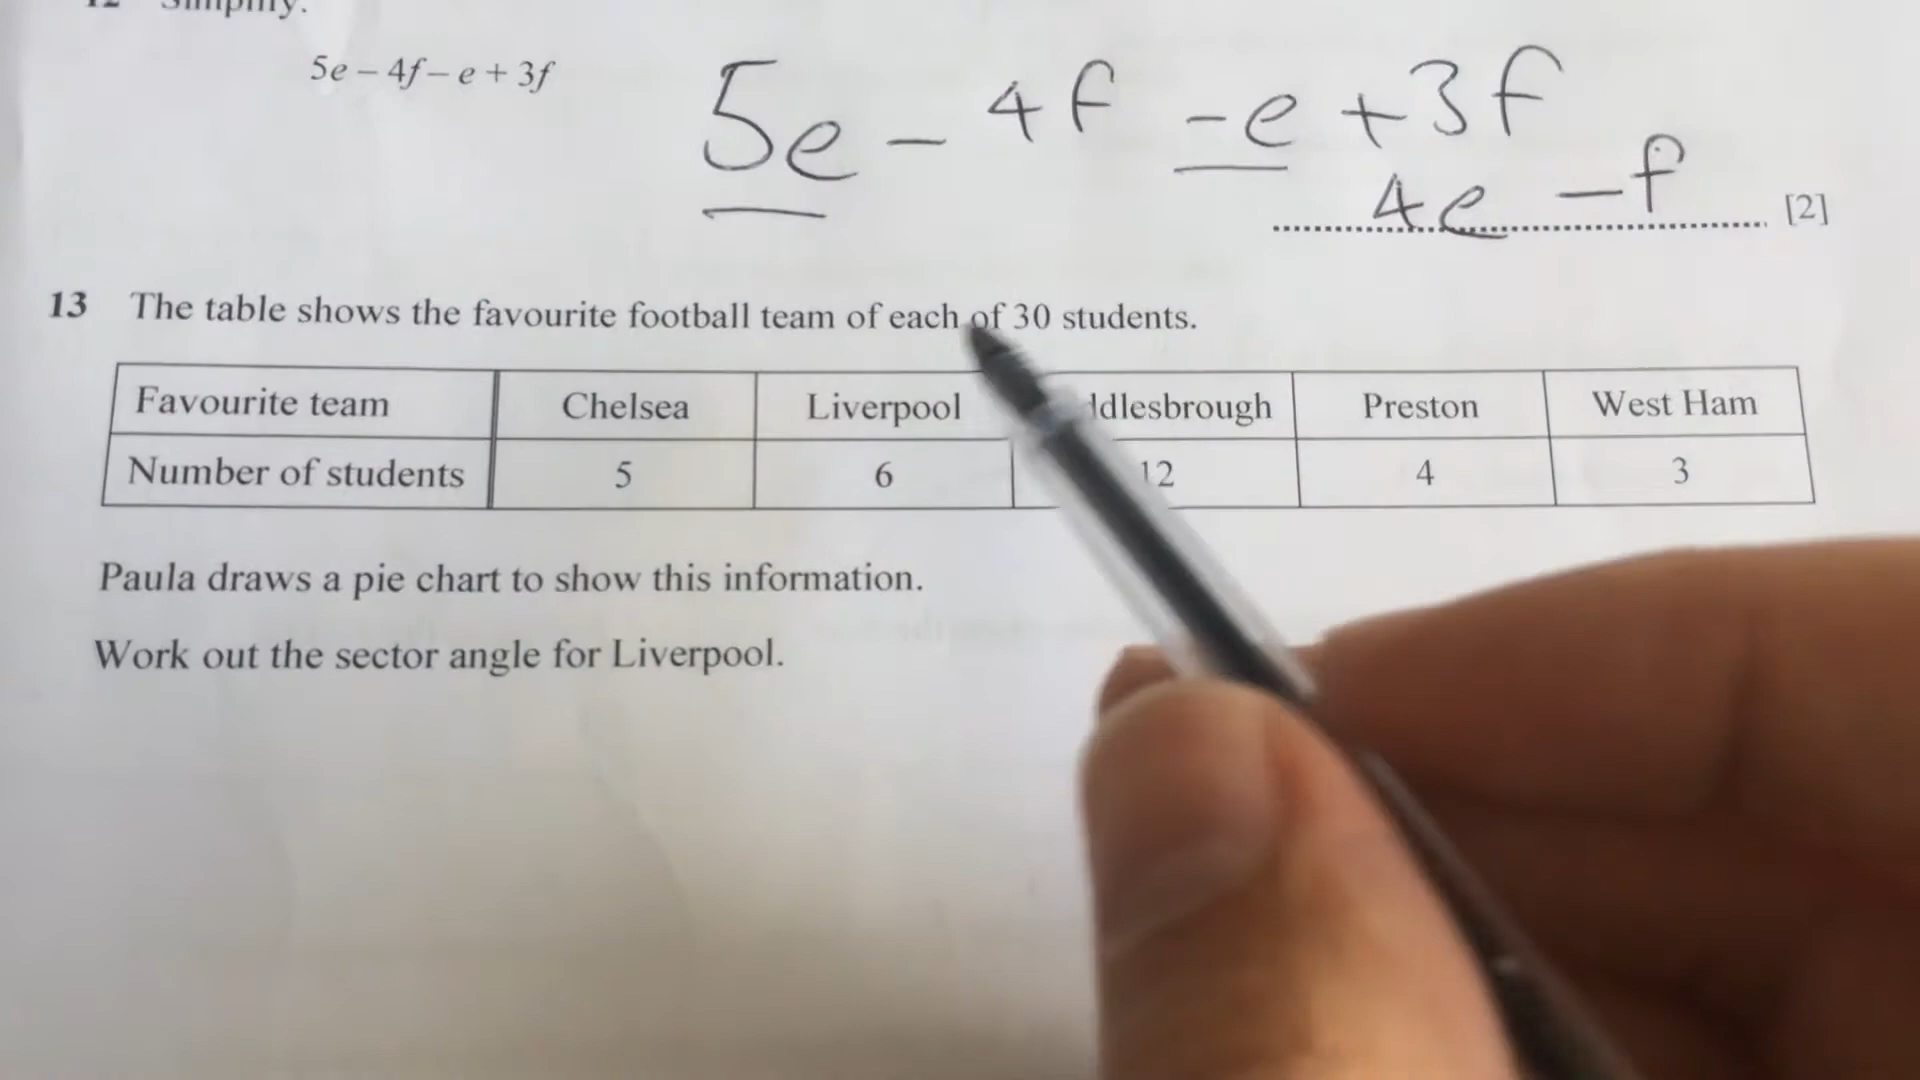 Simplify.
5e – 4f – e + 3f
5e – 4f – e + 3f
4e – f [2]
13 The table shows the favourite football team of each of 30 students.
Favourite team Chelsea Liverpool ddlesbrough Preston West Ham
Number of students 5 6 12 4 3
Paula draws a pie chart to show this information.
Work out the sector angle for Liverpool.